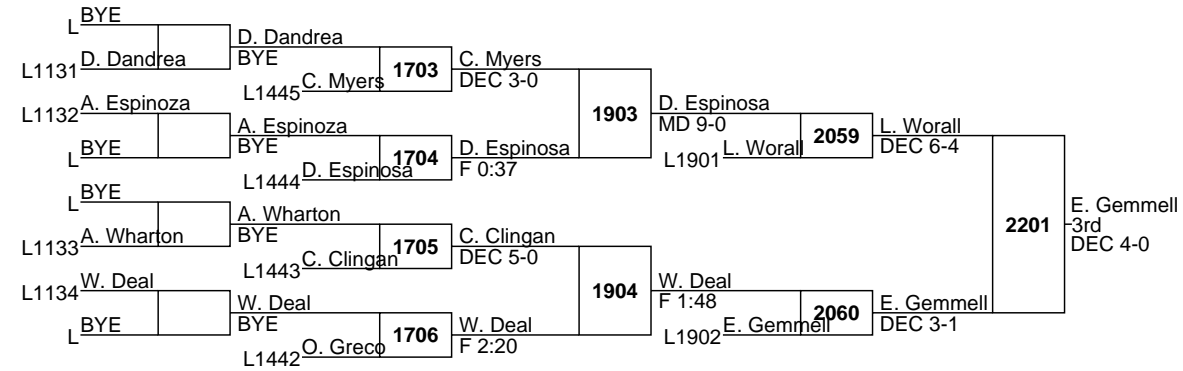 L BYE
L1131 D. Dandrea
L1132 A. Espinoza
L BYE
L BYE
L1133 A. Wharton
L1134 W. Deal
L BYE
D. Dandrea
BYE
L1445 C. Myers
A. Espinoza
BYE
L1444 D. Espinosa
A. Wharton
BYE
L1443 C. Clingan
W. Deal
BYE
L1442 O. Greco
1703
1704
1705
1706
C. Myers
DEC 3-0
D. Espinosa
F 0:37
C. Clingan
DEC 5-0
W. Deal
F 2:20
1903
1904
D. Espinosa
MD 9-0
L1901 L. Worall
W. Deal
F 1:48
L1902 E. Gemmell
2059
2060
L. Worall
DEC 6-4
E. Gemmell
DEC 3-1
2201
E. Gemmell
3rd
DEC 4-0